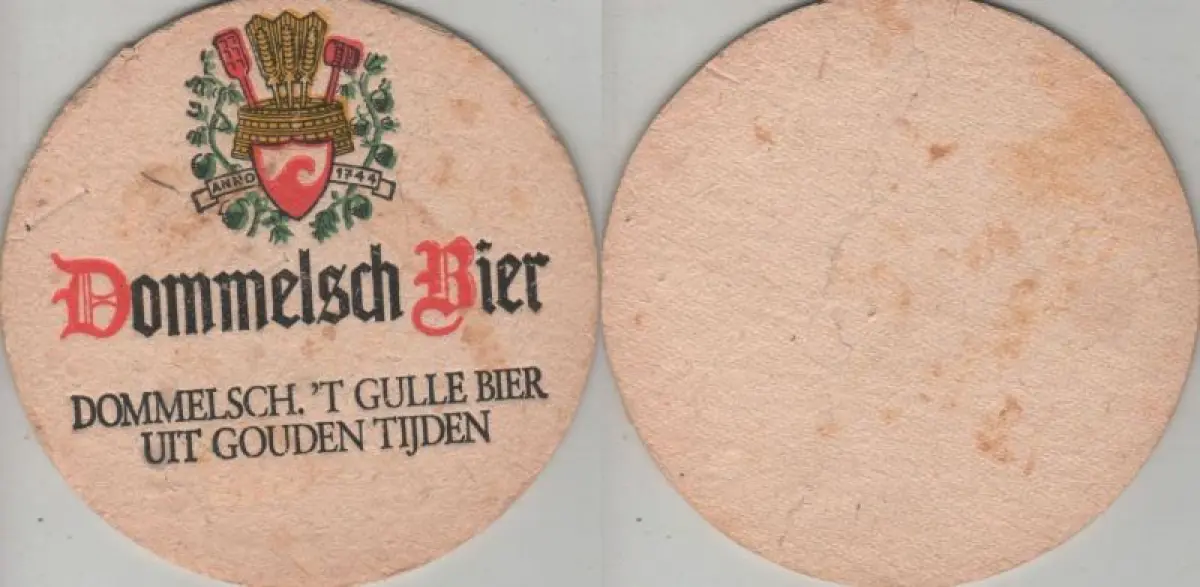 ANNO 1744
Dommelsch Bier
DOMMELSCH. 'T GULLE BIER
UIT GOUDEN TIJDEN